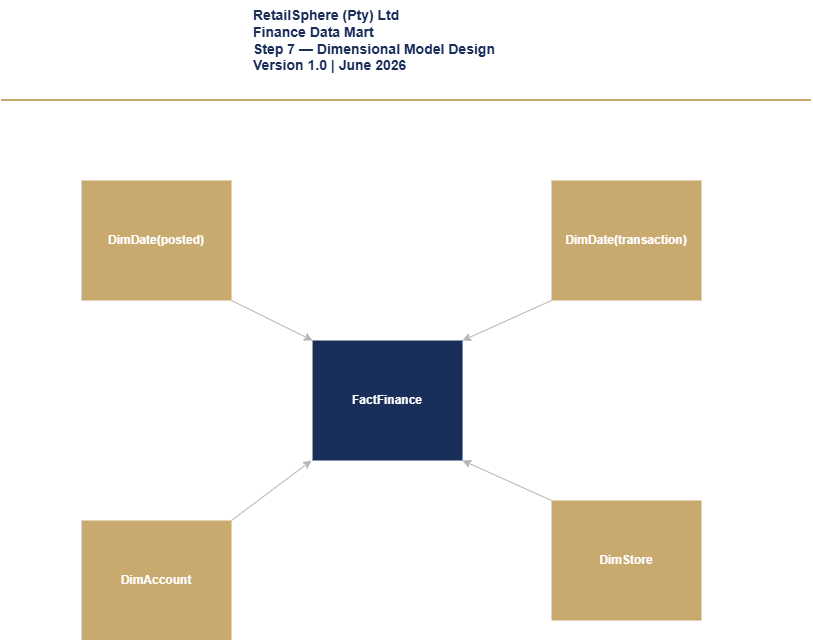 RetailSphere (Pty) Ltd
Finance Data Mart
Step 7 — Dimensional Model Design
Version 1.0 | June 2026
DimDate(posted)
DimDate(transaction)
FactFinance
DimAccount
DimStore